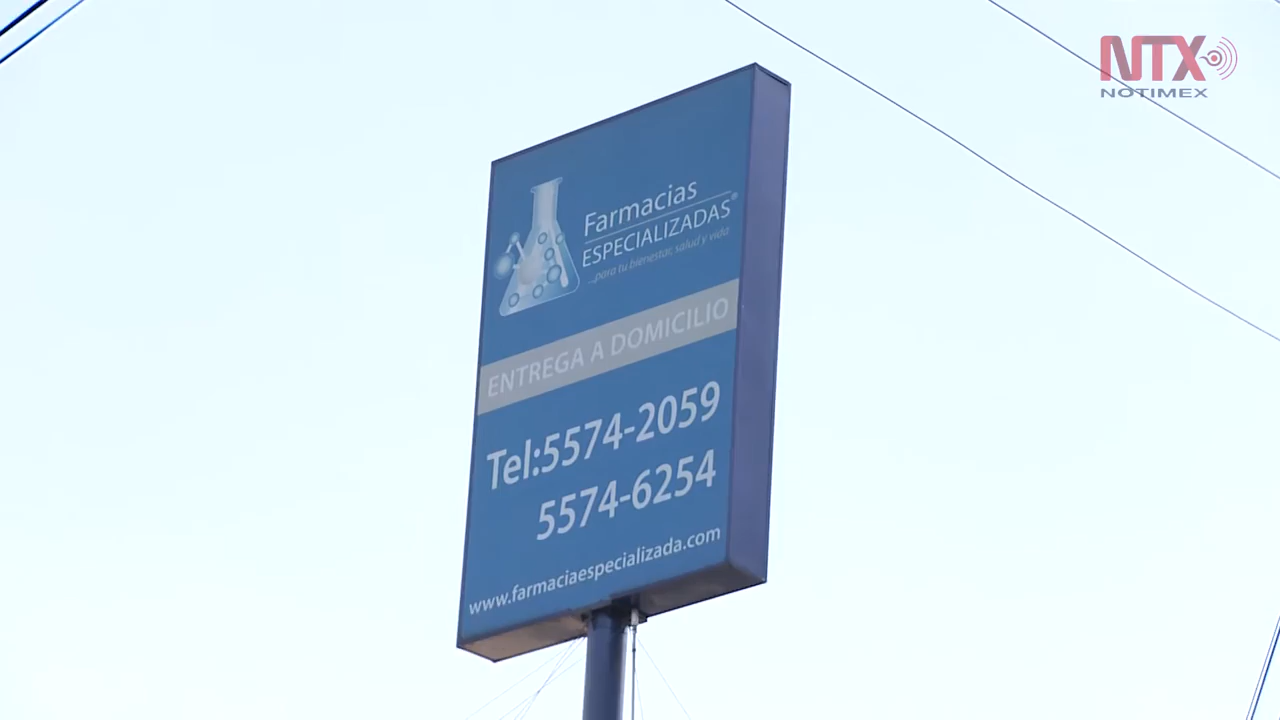 NTX
NOTIMEX
Farmacias
ESPECIALIZADAS®
...para tu bienestar, salud y vida
ENTREGA A DOMICILIO
Tel:5574-2059
5574-6254
www.farmaciaespecializada.com